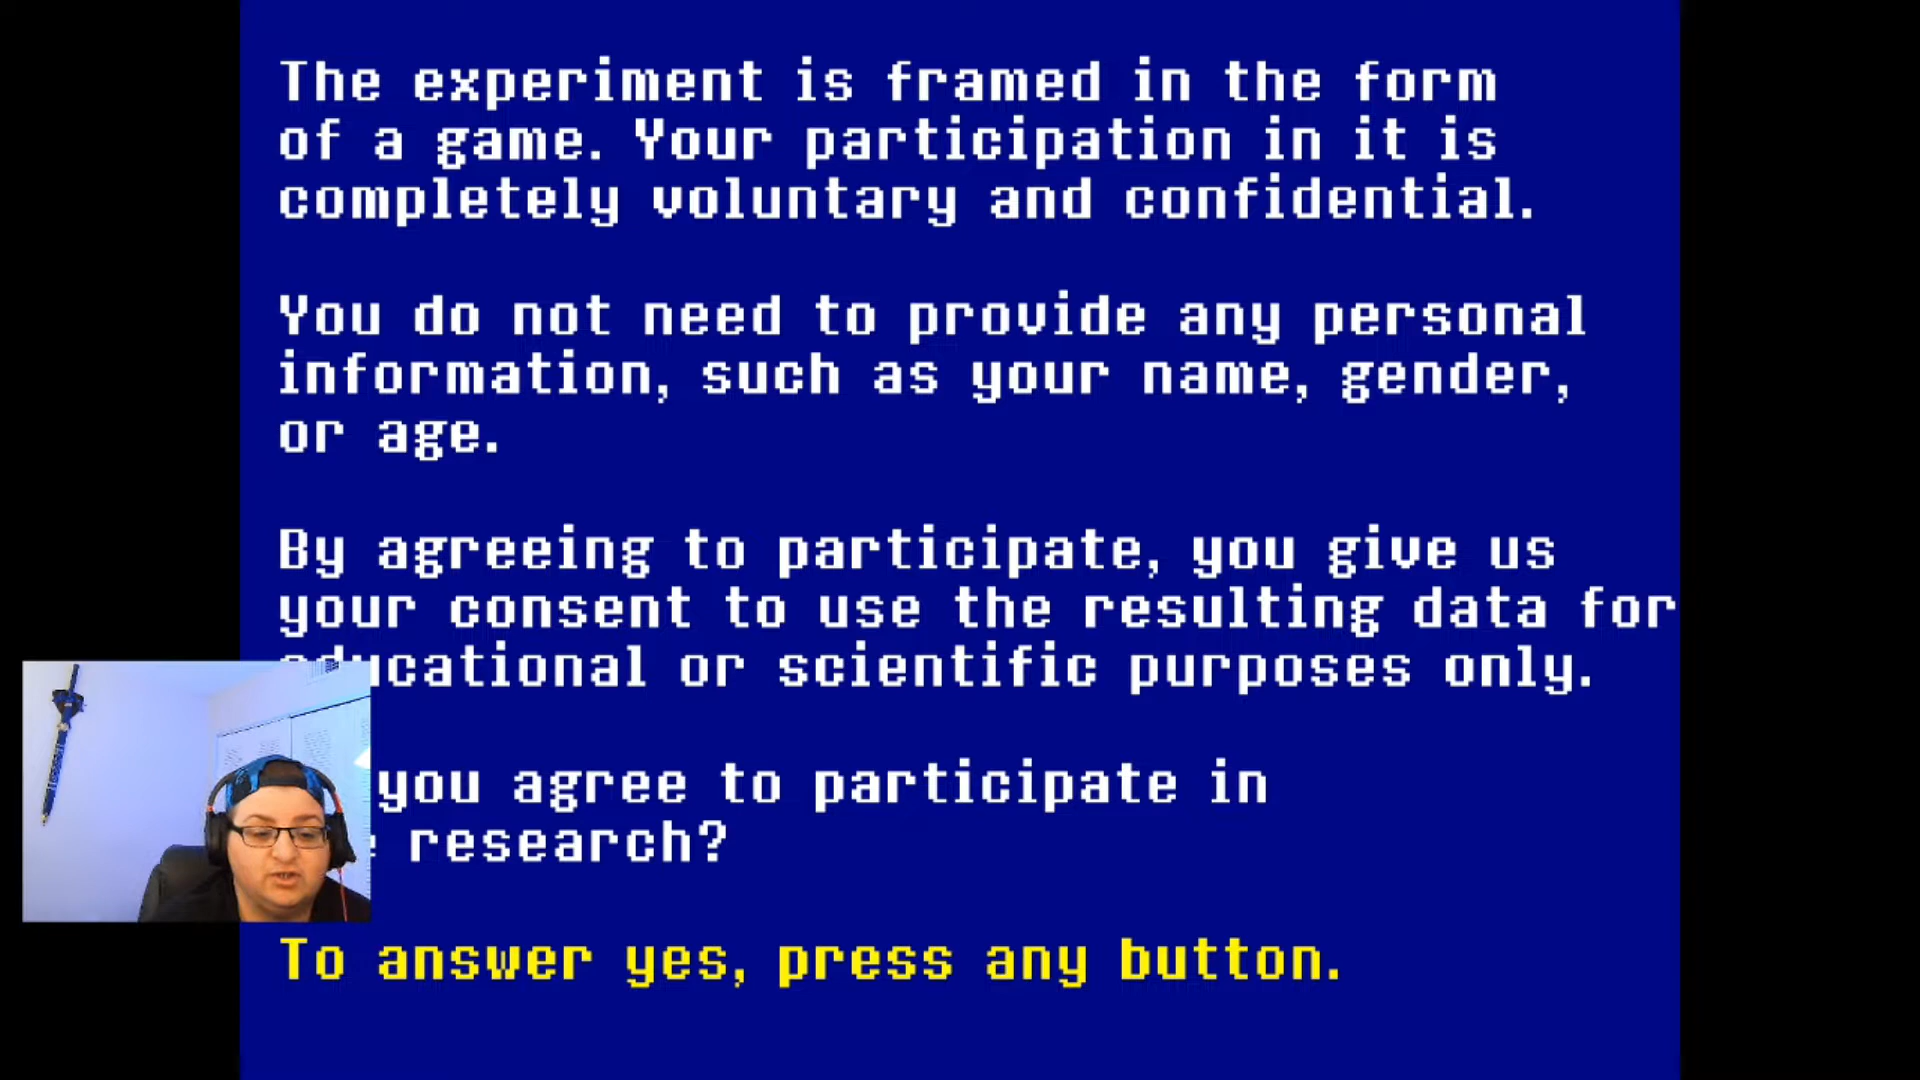 The experiment is framed in the form
of a game. Your participation in it is
completely voluntary and confidential.
You do not need to provide any personal
information, such as your name, gender,
or age.
By agreeing to participate, you give us
your consent to use the resulting data for
educational or scientific purposes only.
you agree to participate in
research?
To answer yes, press any button.